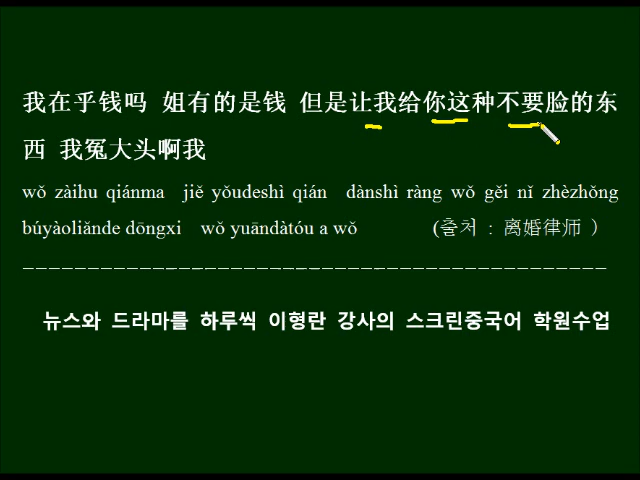 我在乎钱吗 姐有的是钱 但是让我给你这种不要脸的东
西 我冤大头啊我
wǒ zàihu qiánma jiě yǒudeshì qián dànshì ràng wǒ gěi nǐ zhèzhǒng
búyàoliǎnde dōngxi wǒ yuāndàtóu a wǒ (출처 : 离婚律师 )
뉴스와 드라마를 하루씩 이형란 강사의 스크린중국어 학원수업